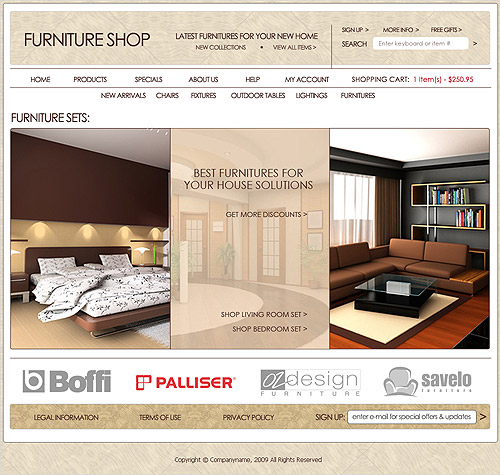 FURNITURE SHOP
LATEST FURNITURES FOR YOUR NEW HOME
NEW COLLECTIONS • VIEW ALL ITEMS >
SIGN UP > MORE INFO > FREE GIFTS >
SEARCH Enter keyboard or item # >
HOME PRODUCTS SPECIALS ABOUT US HELP MY ACCOUNT SHOPPING CART: 1 item(s) - $250.95
NEW ARRIVALS CHAIRS FIXTURES OUTDOOR TABLES LIGHTINGS FURNITURES
FURNITURE SETS:
BEST FURNITURES FOR
YOUR HOUSE SOLUTIONS
GET MORE DISCOUNTS >
SHOP LIVING ROOM SET >
SHOP BEDROOM SET >
Boffi PALLISER® OZdesign savelo
FURNITURE furniture
LEGAL INFORMATION TERMS OF USE PRIVACY POLICY SIGN UP: enter e-mail for special offers & updates >
Copyright © Companyname, 2009 All Rights Reserved